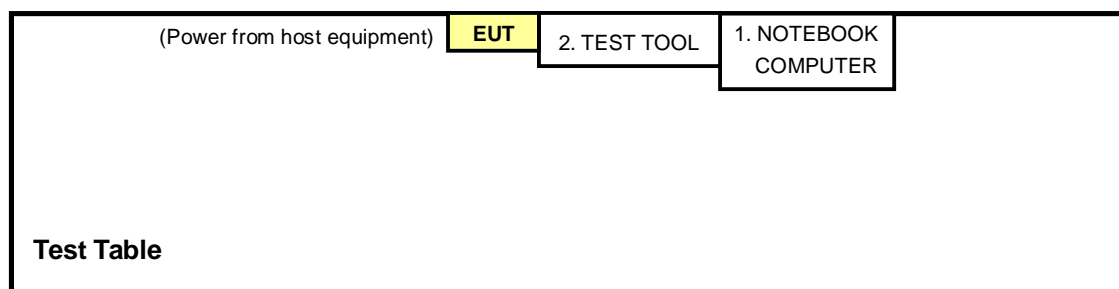 (Power from host equipment)
EUT
2. TEST TOOL
1. NOTEBOOK
COMPUTER
Test Table